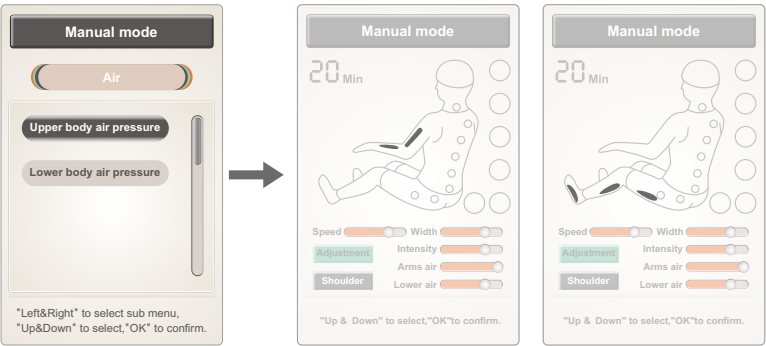 Manual mode
Air
Upper body air pressure
Lower body air pressure
"Left&Right" to select sub menu,
"Up&Down" to select,"OK" to confirm.
Manual mode
20 Min
Speed
Width
Adjustment
Intensity
Arms air
Shoulder
Lower air
"Up & Down" to select,"OK"to confirm.
Manual mode
20 Min
Speed
Width
Adjustment
Intensity
Arms air
Shoulder
Lower air
"Up & Down" to select,"OK"to confirm.